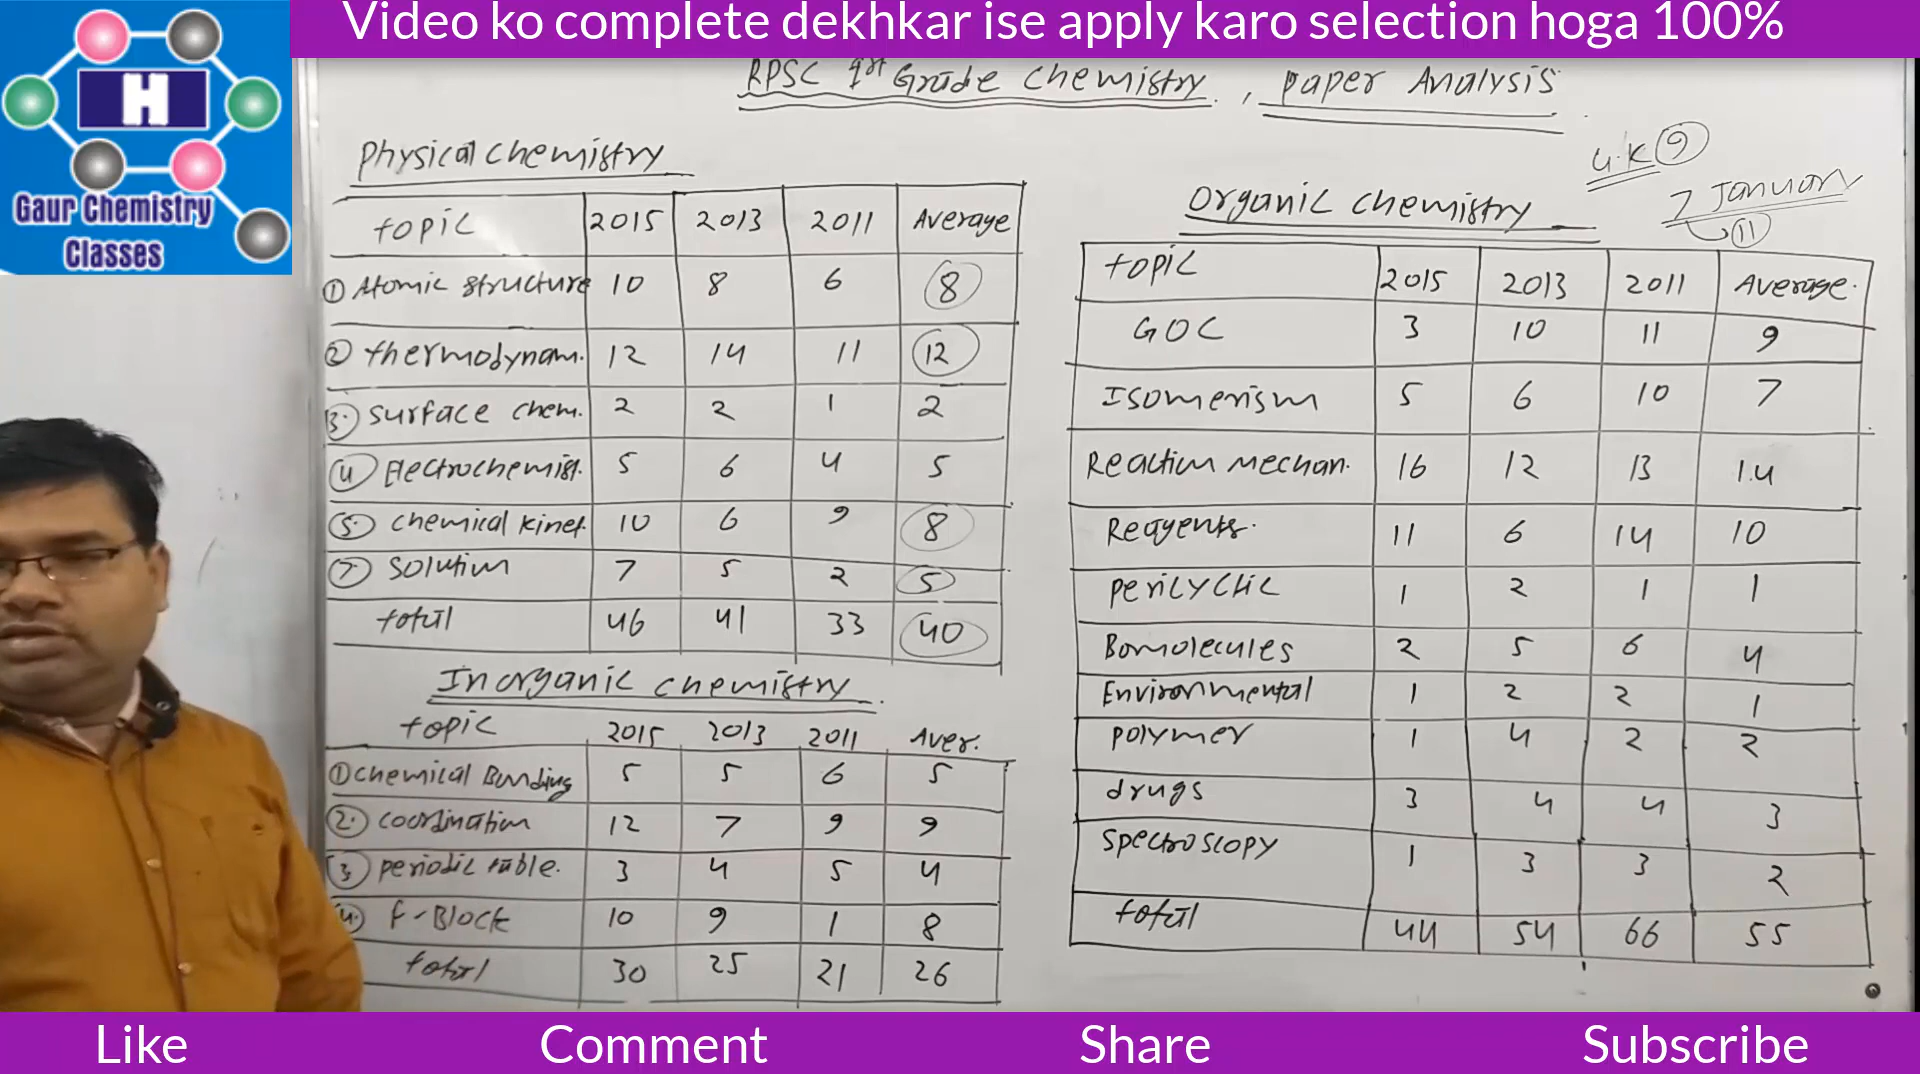 Video ko complete dekhkar ise apply karo selection hoga 100%
H
Gaur Chemistry
Classes
RPSC 1st Grade Chemistry, Paper Analysis
U.K 9
7 January
11
Physical Chemistry
topic 2015 2013 2011 Average
① Atomic structure 10 8 6 8
② thermodynam. 12 14 11 12
③ Surface chem. 2 2 1 2
④ Electrochemist. 5 6 4 5
⑤ chemical kinet. 10 6 9 8
⑦ Solution 7 5 2 5
total 46 41 33 40
Inorganic chemistry
topic 2015 2013 2011 Aver.
① chemical Bonding 5 5 6 5
② coordination 12 7 9 9
③ periodic table. 3 4 5 4
④ f-Block 10 9 1 8
total 30 25 21 26
Organic chemistry
topic 2015 2013 2011 Average.
GOC 3 10 11 9
Isomerism 5 6 10 7
Reaction mechan. 16 12 13 14
Reagents. 11 6 14 10
pericyclic 1 2 1 1
Bomolecules 2 5 6 4
Environmental 1 2 2 1
polymer 1 4 2 2
drugs 3 4 4 3
spectroscopy 1 3 3 2
total 44 54 66 55
Like Comment Share Subscribe